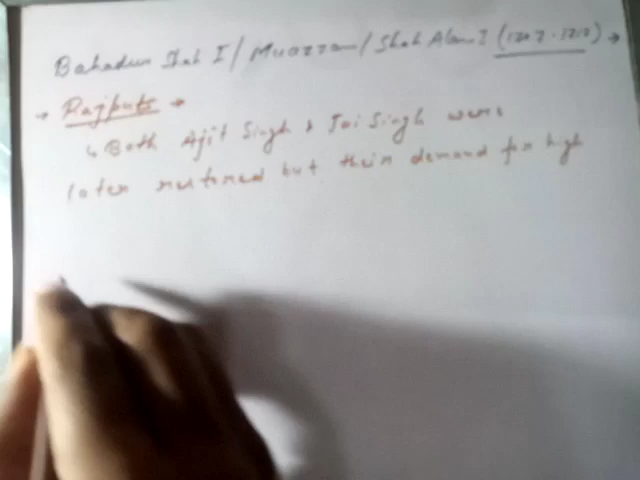 Bahadur Shah I / Muazzam / Shah Alam I (1707-1712) →
→ Rajputs →
↳ Both Ajit Singh & Jai Singh were
later restored but their demand for high